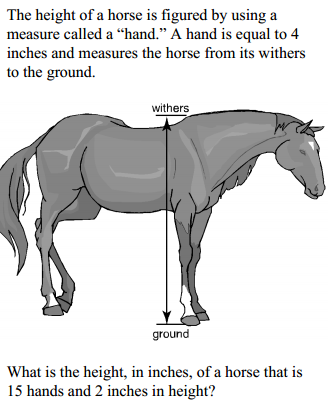 The height of a horse is figured by using a
measure called a “hand.” A hand is equal to 4
inches and measures the horse from its withers
to the ground.
withers
ground
What is the height, in inches, of a horse that is
15 hands and 2 inches in height?